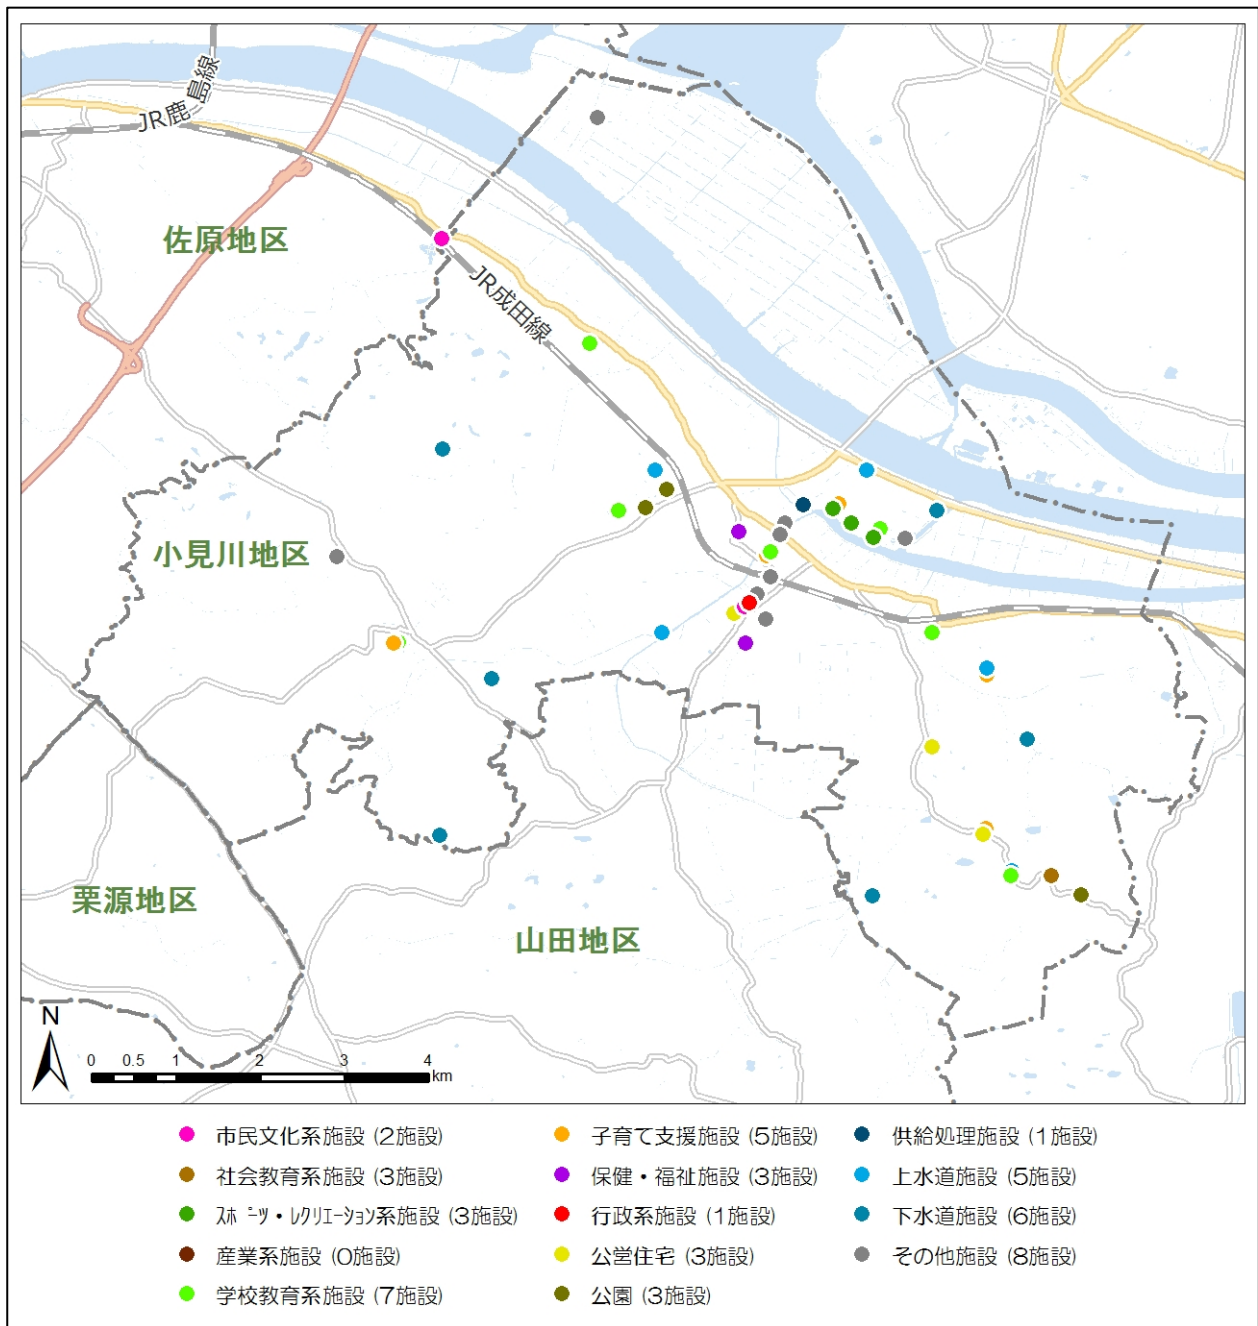 JR鹿島線
佐原地区
JR成田線
小見川地区
栗源地区
山田地区
N
0 0.5 1 2 3 4
km
市民文化系施設 (2施設)
社会教育系施設 (3施設)
ｽﾎﾟｰﾂ・ﾚｸﾘｴｰｼｮﾝ系施設 (3施設)
産業系施設 (0施設)
学校教育系施設 (7施設)
子育て支援施設 (5施設)
保健・福祉施設 (3施設)
行政系施設 (1施設)
公営住宅 (3施設)
公園 (3施設)
供給処理施設 (1施設)
上水道施設 (5施設)
下水道施設 (6施設)
その他施設 (8施設)